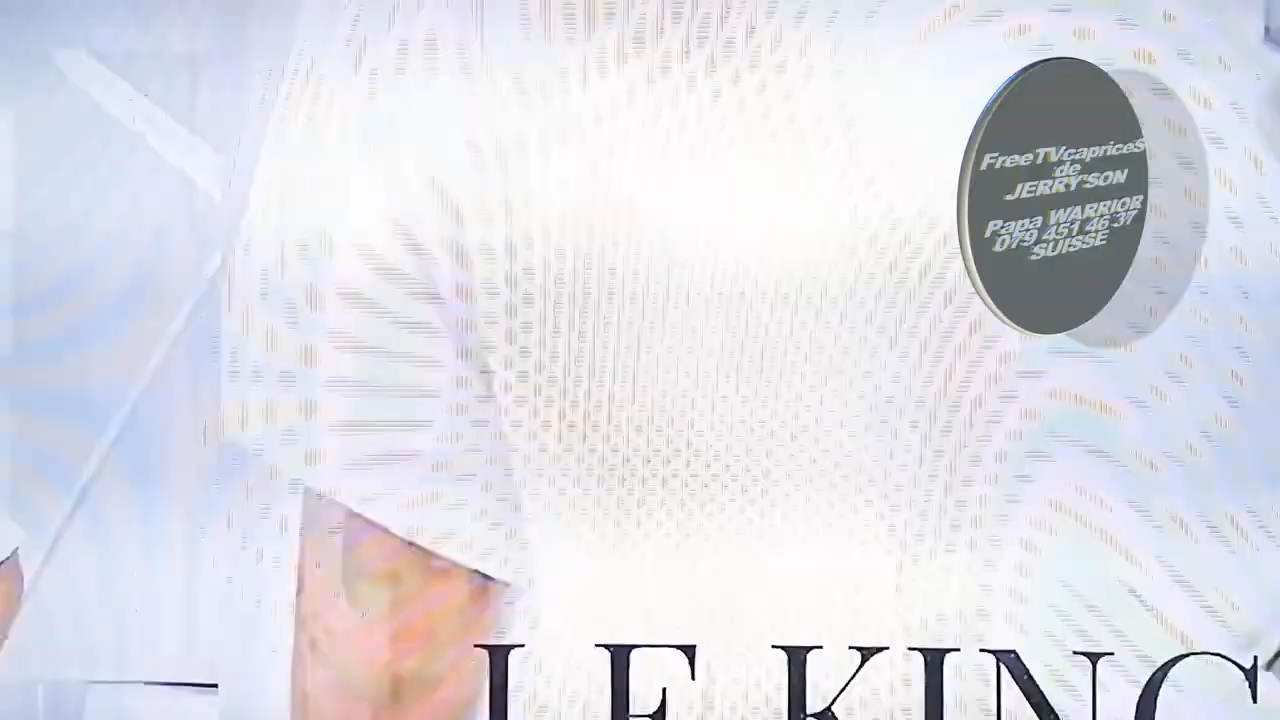 FreeTVcapriceS
de
JERRY'SON
Papa WARRIOR
079 451 46 37
SUISSE
LE KING